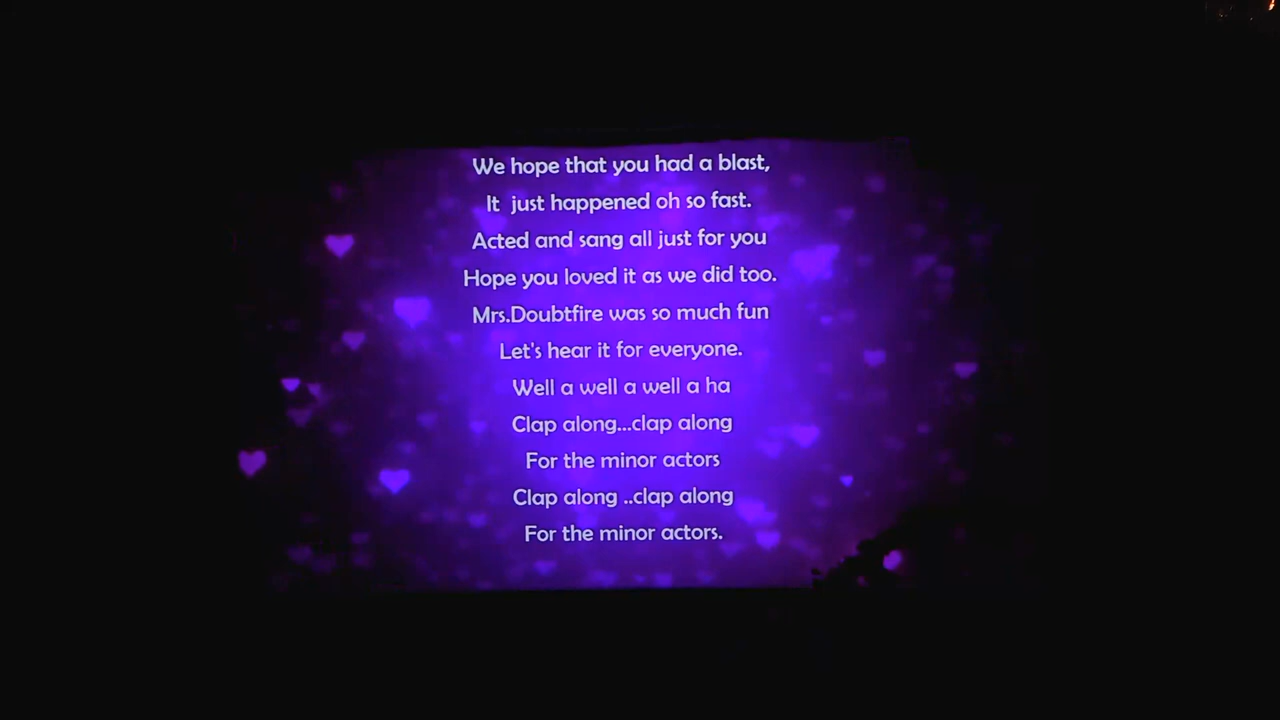 We hope that you had a blast,
It just happened oh so fast.
Acted and sang all just for you
Hope you loved it as we did too.
Mrs.Doubtfire was so much fun
Let's hear it for everyone.
Well a well a well a ha
Clap along...clap along
For the minor actors
Clap along ..clap along
For the minor actors.